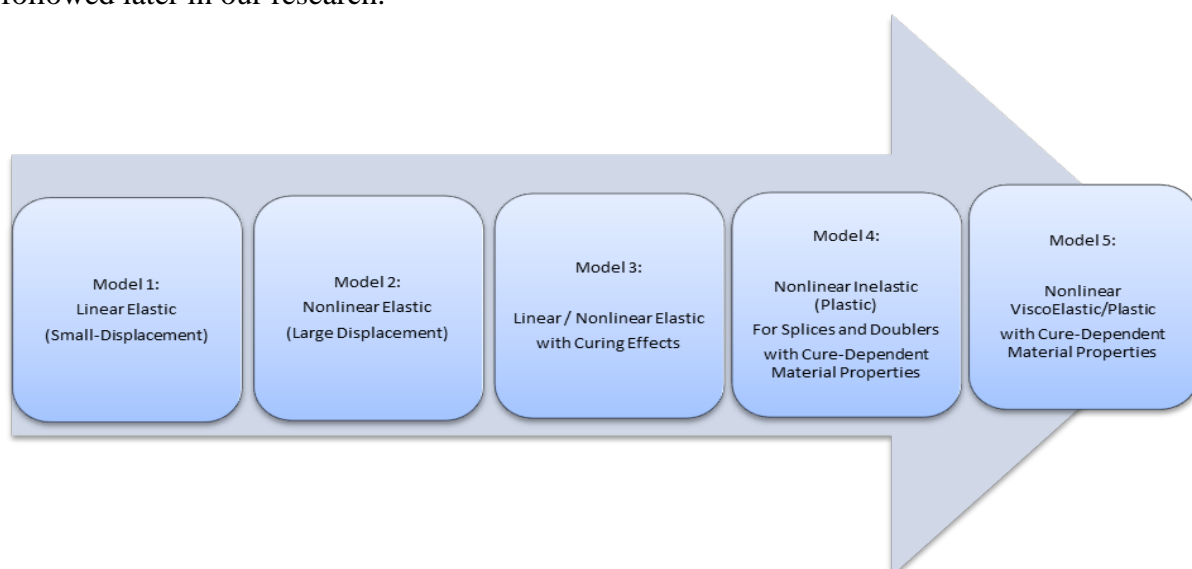 followed later in our research.
Model 1:
Linear Elastic
(Small-Displacement)
Model 2:
Nonlinear Elastic
(Large Displacement)
Model 3:
Linear / Nonlinear Elastic
with Curing Effects
Model 4:
Nonlinear Inelastic
(Plastic)
For Splices and Doublers
with Cure-Dependent
Material Properties
Model 5:
Nonlinear
ViscoElastic/Plastic
with Cure-Dependent
Material Properties